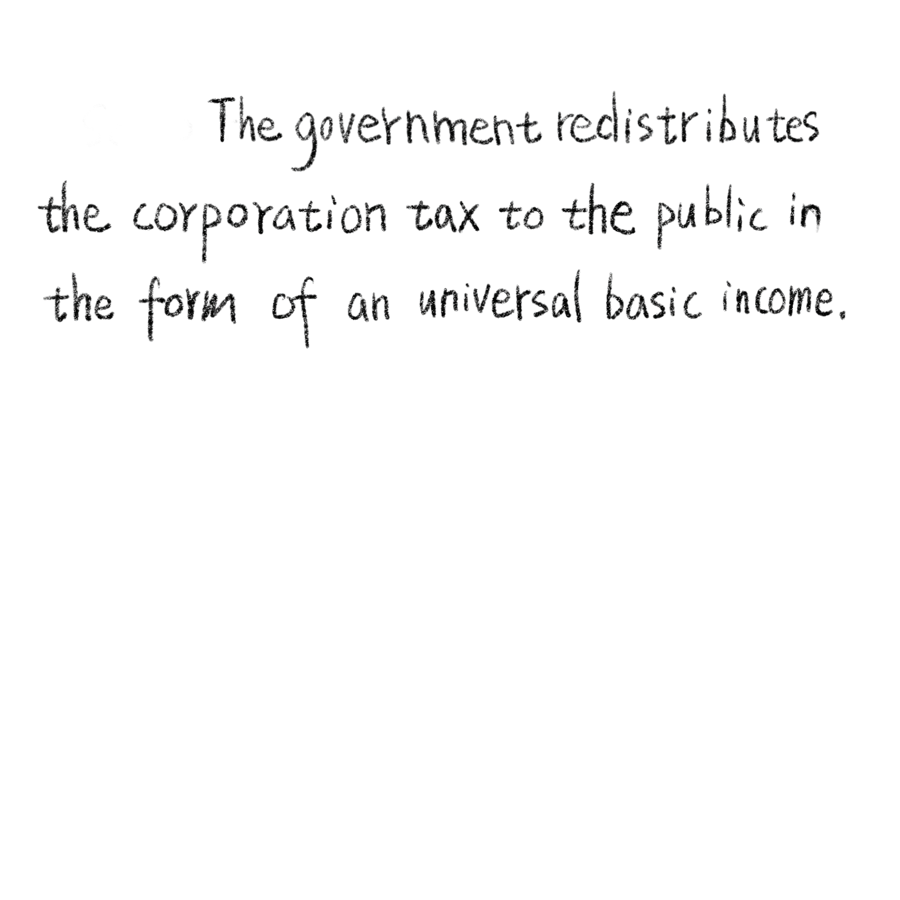 The government redistributes
the corporation tax to the public in
the form of an universal basic income.